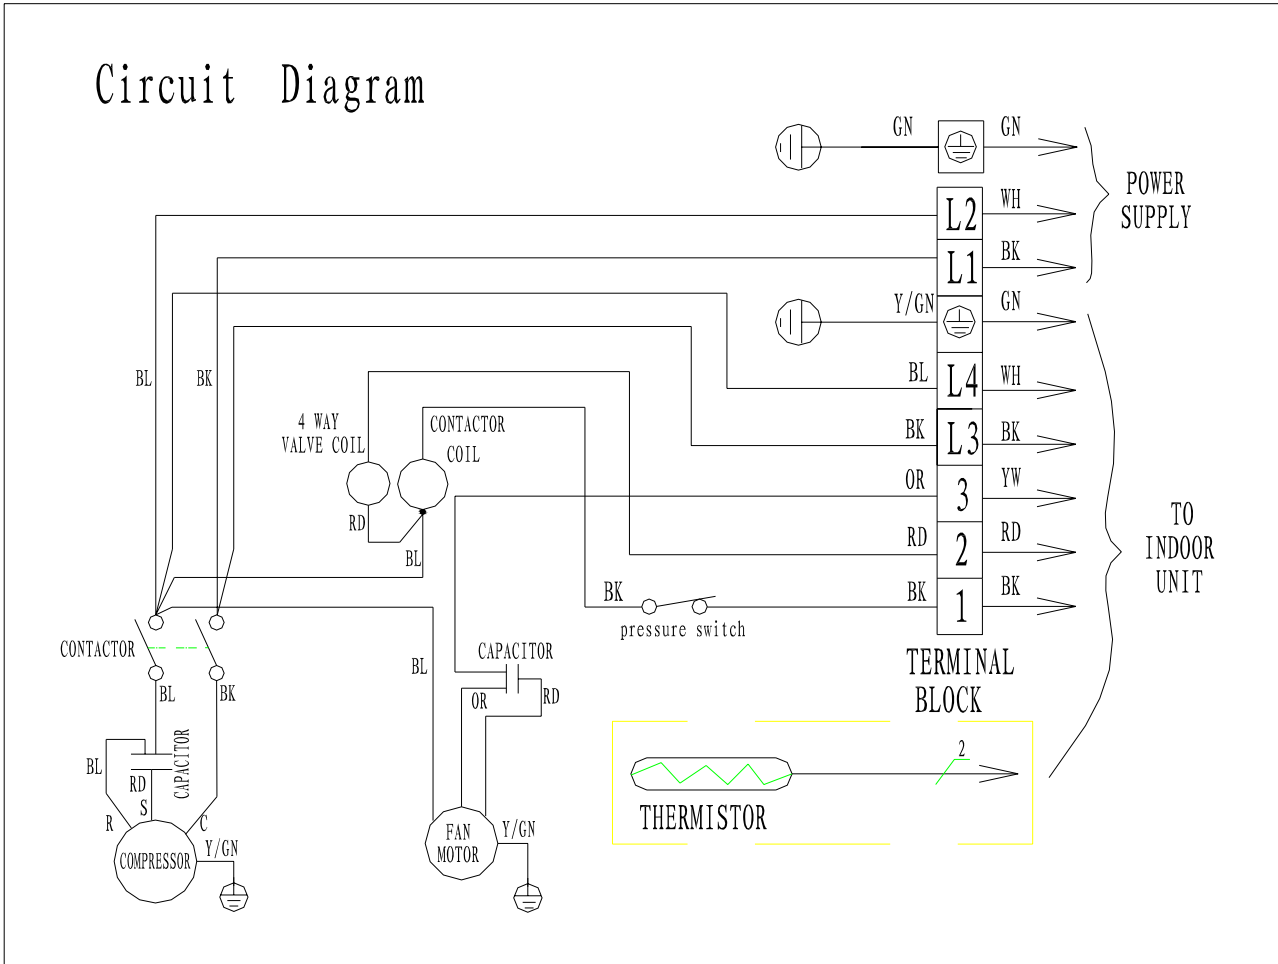 Circuit Diagram
GN
GN
POWER
SUPPLY
L2
WH
L1
BK
Y/GN
GN
BL
BK
BL
L4
WH
4 WAY
VALVE COIL
CONTACTOR
COIL
BK
L3
BK
OR
3
YW
RD
BL
RD
2
RD
TO
INDOOR
UNIT
BK
pressure switch
BK
1
BK
CONTACTOR
BL
BK
BL
CAPACITOR
OR
RD
TERMINAL
BLOCK
BL
RD
CAPACITOR
S
R
C
COMPRESSOR
Y/GN
FAN
MOTOR
Y/GN
2
THERMISTOR